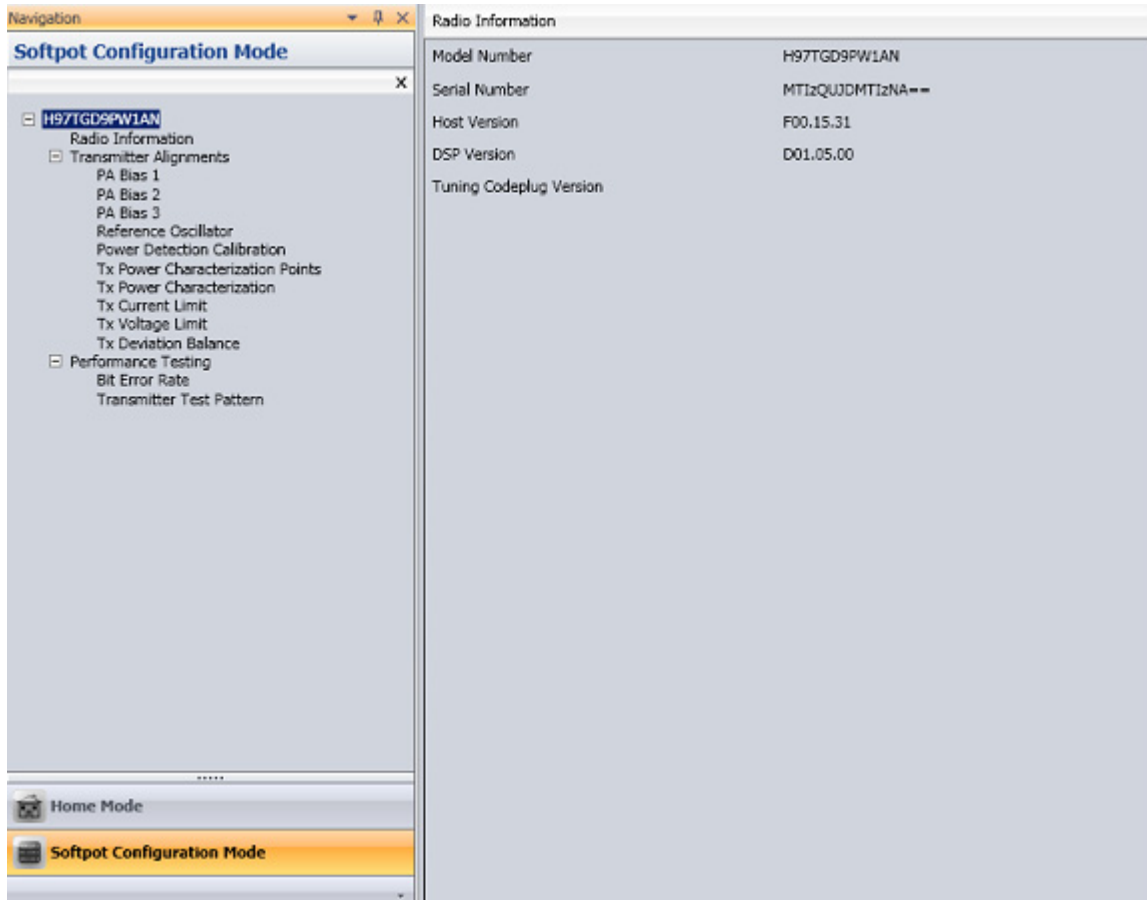 Navigation
Softpot Configuration Mode
H97TGD9PW1AN
Radio Information
Transmitter Alignments
PA Bias 1
PA Bias 2
PA Bias 3
Reference Oscillator
Power Detection Calibration
Tx Power Characterization Points
Tx Power Characterization
Tx Current Limit
Tx Voltage Limit
Tx Deviation Balance
Performance Testing
Bit Error Rate
Transmitter Test Pattern
Home Mode
Softpot Configuration Mode
Radio Information
Model Number H97TGD9PW1AN
Serial Number MTIzQUJDMTIzNA==
Host Version F00.15.31
DSP Version D01.05.00
Tuning Codeplug Version